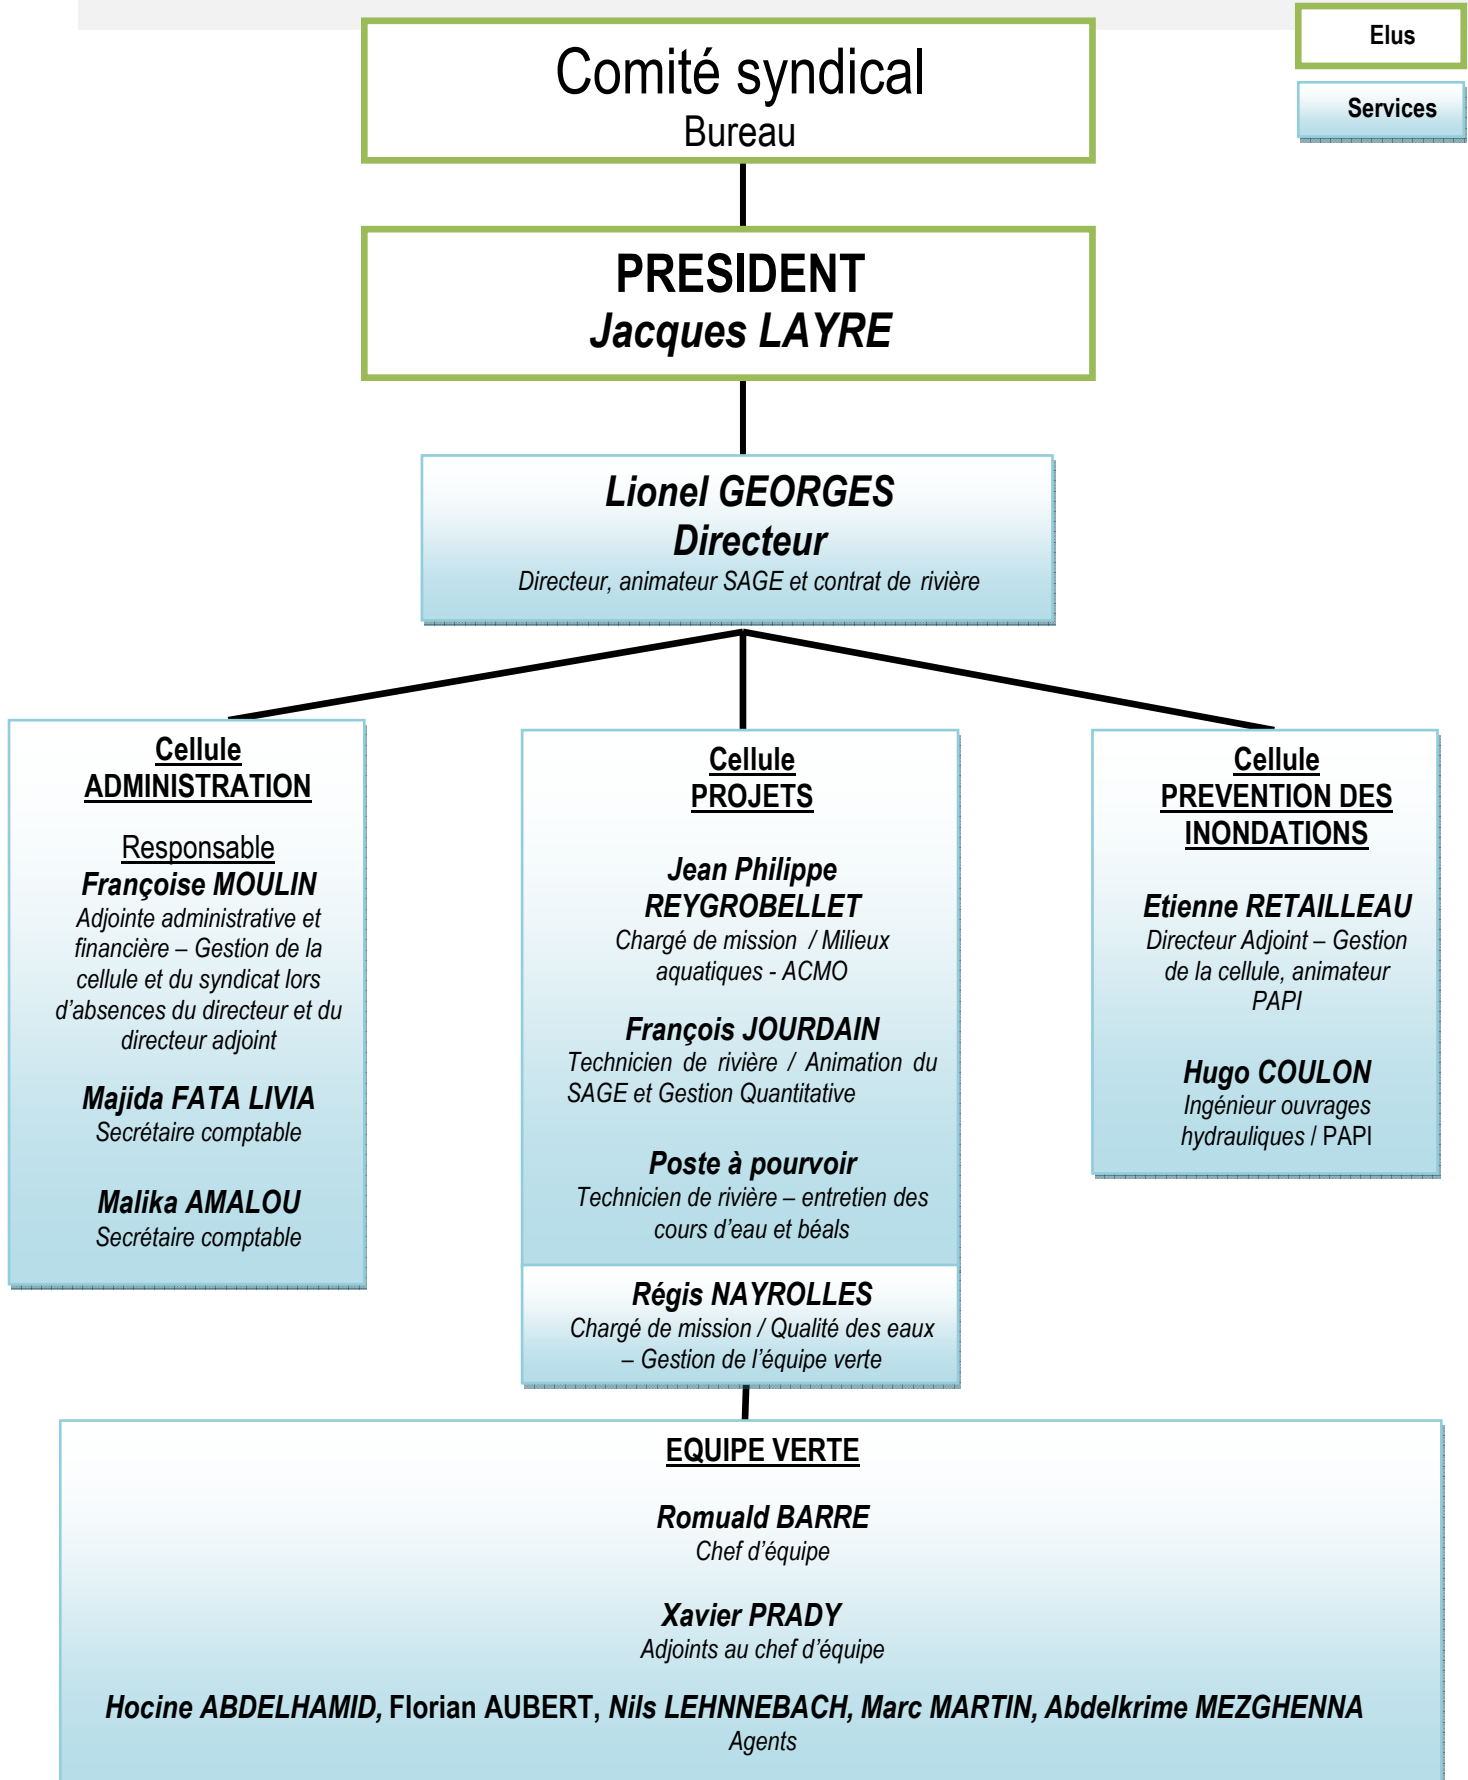 Elus
Services
Comité syndical
Bureau
PRESIDENT
Jacques LAYRE
Lionel GEORGES
Directeur
Directeur, animateur SAGE et contrat de rivière
Cellule
ADMINISTRATION
Responsable
Françoise MOULIN
Adjointe administrative et
financière – Gestion de la
cellule et du syndicat lors
d’absences du directeur et du
directeur adjoint
Majida FATA LIVIA
Secrétaire comptable
Malika AMALOU
Secrétaire comptable
Cellule
PROJETS
Jean Philippe
REYGROBELLET
Chargé de mission / Milieux
aquatiques - ACMO
François JOURDAIN
Technicien de rivière / Animation du
SAGE et Gestion Quantitative
Poste à pourvoir
Technicien de rivière – entretien des
cours d’eau et béals
Régis NAYROLLES
Chargé de mission / Qualité des eaux
– Gestion de l’équipe verte
Cellule
PREVENTION DES
INONDATIONS
Etienne RETAILLEAU
Directeur Adjoint – Gestion
de la cellule, animateur
PAPI
Hugo COULON
Ingénieur ouvrages
hydrauliques / PAPI
EQUIPE VERTE
Romuald BARRE
Chef d’équipe
Xavier PRADY
Adjoints au chef d’équipe
Hocine ABDELHAMID, Florian AUBERT, Nils LEHNNEBACH, Marc MARTIN, Abdelkrime MEZGHENNA
Agents